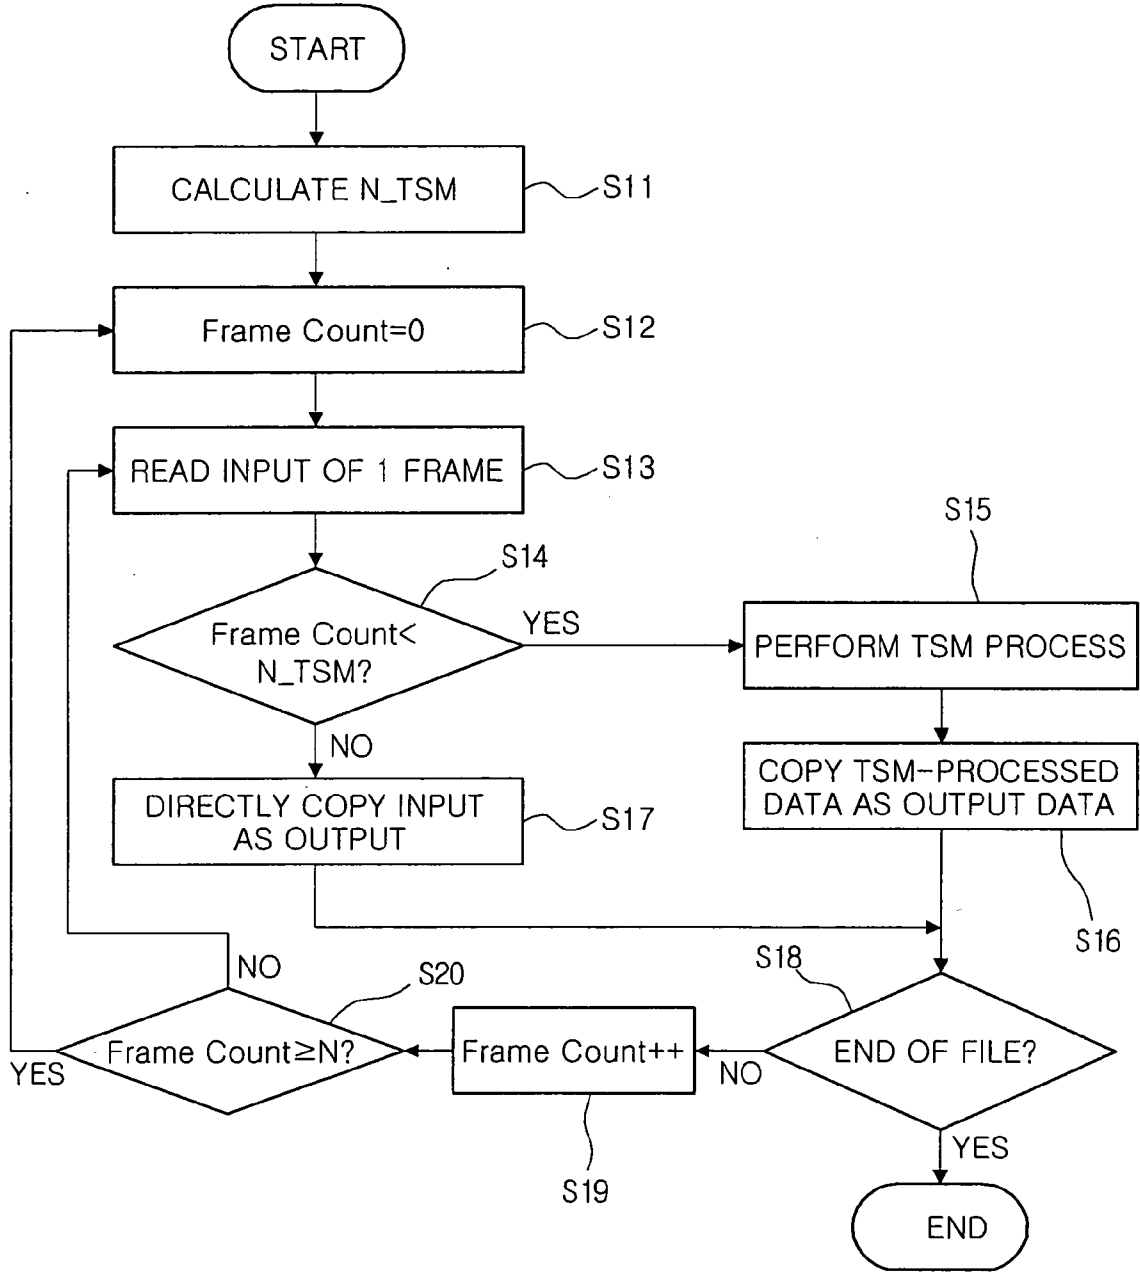 START
CALCULATE N_TSM
S11
Frame Count=0
S12
READ INPUT OF 1 FRAME
S13
S14
Frame Count<
N_TSM?
YES
S15
PERFORM TSM PROCESS
NO
COPY TSM-PROCESSED
DATA AS OUTPUT DATA
S16
DIRECTLY COPY INPUT
AS OUTPUT
S17
S18
END OF FILE?
NO
YES
Frame Count++
S19
S20
Frame Count≥N?
NO
YES
END